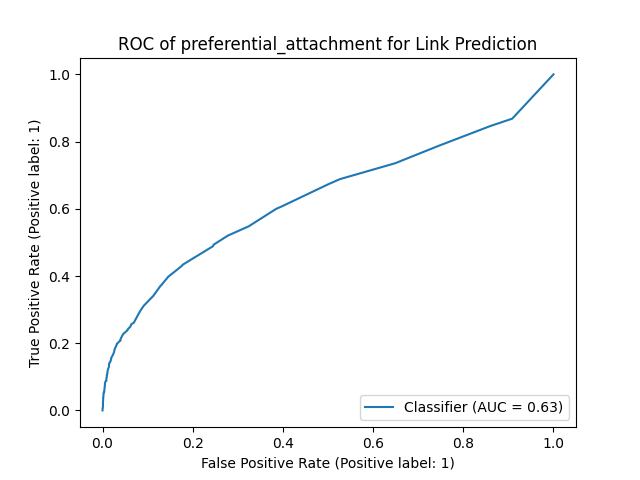 ROC of preferential_attachment for Link Prediction
True Positive Rate (Positive label: 1)
1.0
0.8
0.6
0.4
0.2
0.0
0.0 0.2 0.4 0.6 0.8 1.0
False Positive Rate (Positive label: 1)
Classifier (AUC = 0.63)